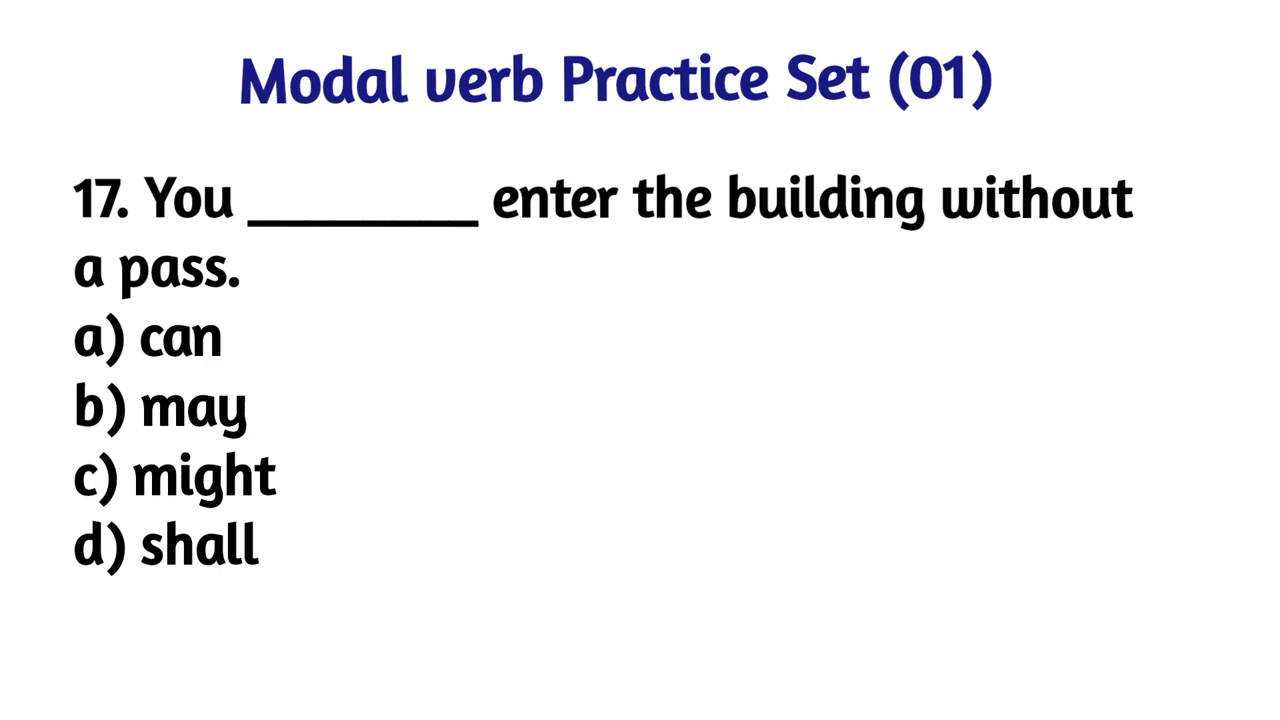 Modal verb Practice Set (01)
17. You ________ enter the building without
a pass.
a) can
b) may
c) might
d) shall